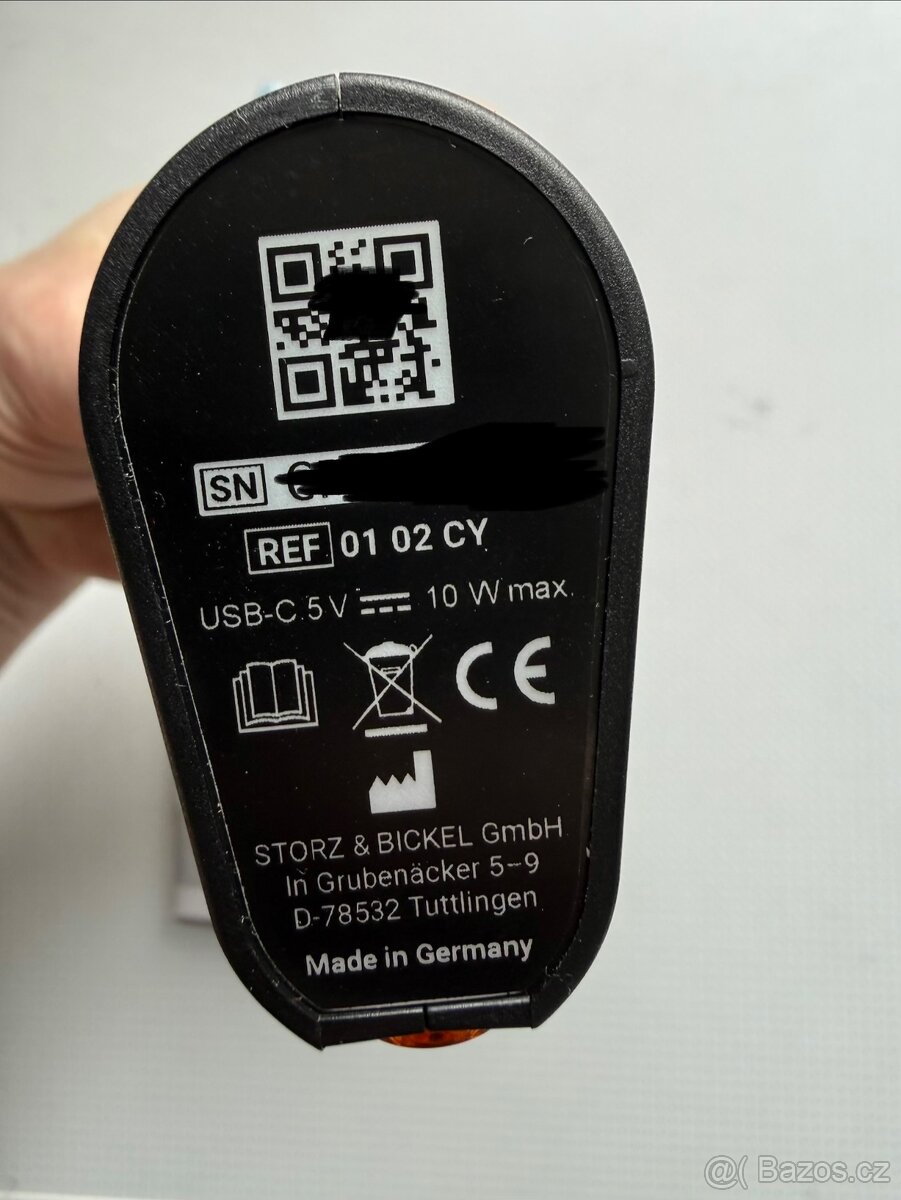 SN
REF 01 02 CY
USB-C 5 V 10 W max.
CE
STORZ & BICKEL GmbH
In Grubenäcker 5–9
D-78532 Tuttlingen
Made in Germany
@( Bazos.cz